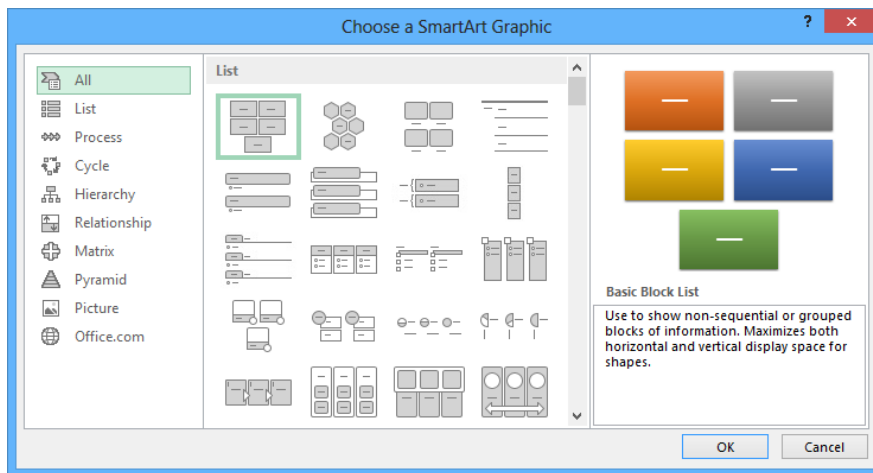 Choose a SmartArt Graphic
?
All
List
Process
Cycle
Hierarchy
Relationship
Matrix
Pyramid
Picture
Office.com
List
Basic Block List
Use to show non-sequential or grouped
blocks of information. Maximizes both
horizontal and vertical display space for
shapes.
OK
Cancel